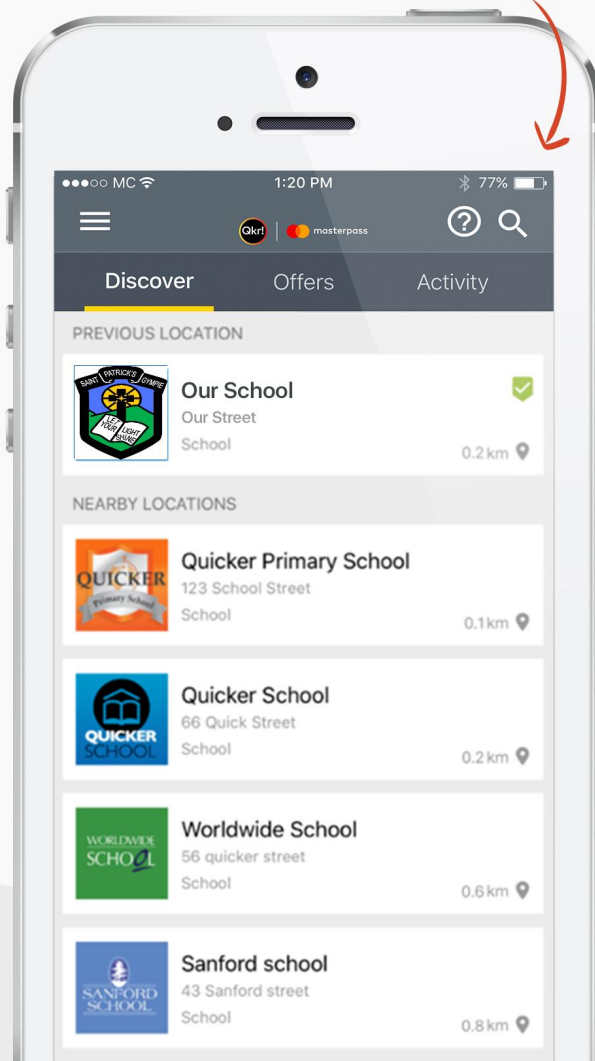 MC
1:20 PM
77%
Qkr!
masterpass
Discover
Offers
Activity
PREVIOUS LOCATION
SAINT PATRICK'S GYMPIE
LET YOUR LIGHT SHINE
Our School
Our Street
School
0.2 km
NEARBY LOCATIONS
QUICKER
Primary School
Quicker Primary School
123 School Street
School
0.1 km
QUICKER
SCHOOL
Quicker School
66 Quick Street
School
0.2 km
WORLDWIDE
SCHOOL
Worldwide School
56 quicker street
School
0.6 km
SANFORD
SCHOOL
Sanford school
43 Sanford street
School
0.8 km